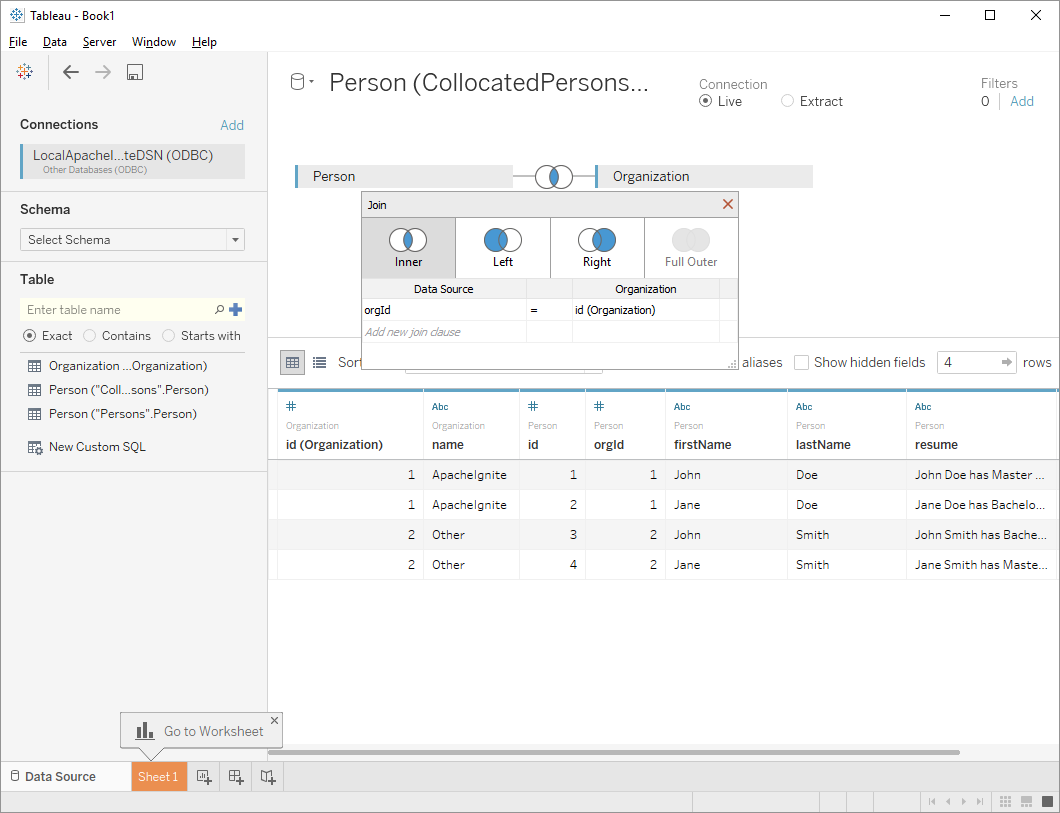 Tableau - Book1
File Data Server Window Help
Connections Add
LocalApacheI...teDSN (ODBC)
Other Databases (ODBC)
Schema
Select Schema
Table
Enter table name
Exact Contains Starts with
Organization ...Organization)
Person ("Coll...sons".Person)
Person ("Persons".Person)
New Custom SQL
Person (CollocatedPersons...
Connection
Live Extract
Filters
0 Add
Person Organization
Join
Inner Left Right Full Outer
Data Source Organization
orgId = id (Organization)
Add new join clause
Sort aliases Show hidden fields 4 rows
# Abc # # Abc Abc Abc
Organization Organization Person Person Person Person Person
id (Organization) name id orgId firstName lastName resume
1 ApacheIgnite 1 1 John Doe John Doe has Master ...
1 ApacheIgnite 2 1 Jane Doe Jane Doe has Bachelo...
2 Other 3 2 John Smith John Smith has Bache...
2 Other 4 2 Jane Smith Jane Smith has Maste...
Go to Worksheet
Data Source Sheet 1